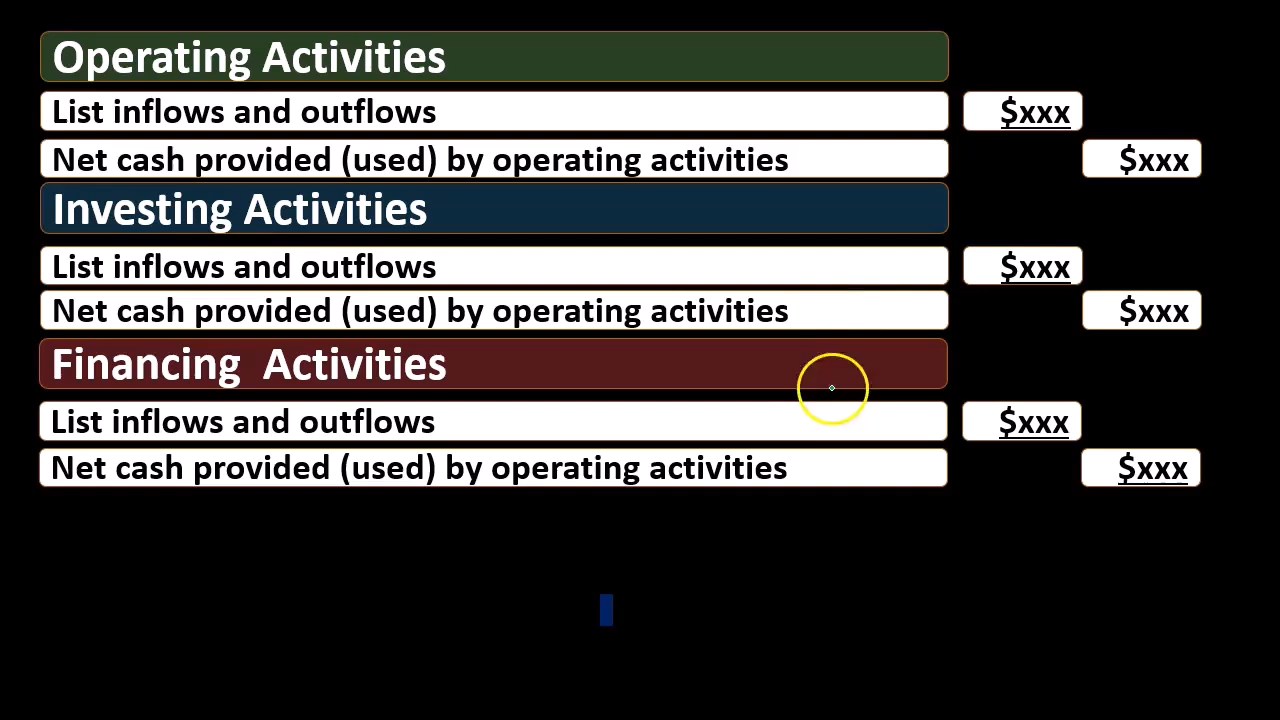 Operating Activities
List inflows and outflows $xxx
Net cash provided (used) by operating activities $xxx
Investing Activities
List inflows and outflows $xxx
Net cash provided (used) by operating activities $xxx
Financing Activities
List inflows and outflows $xxx
Net cash provided (used) by operating activities $xxx